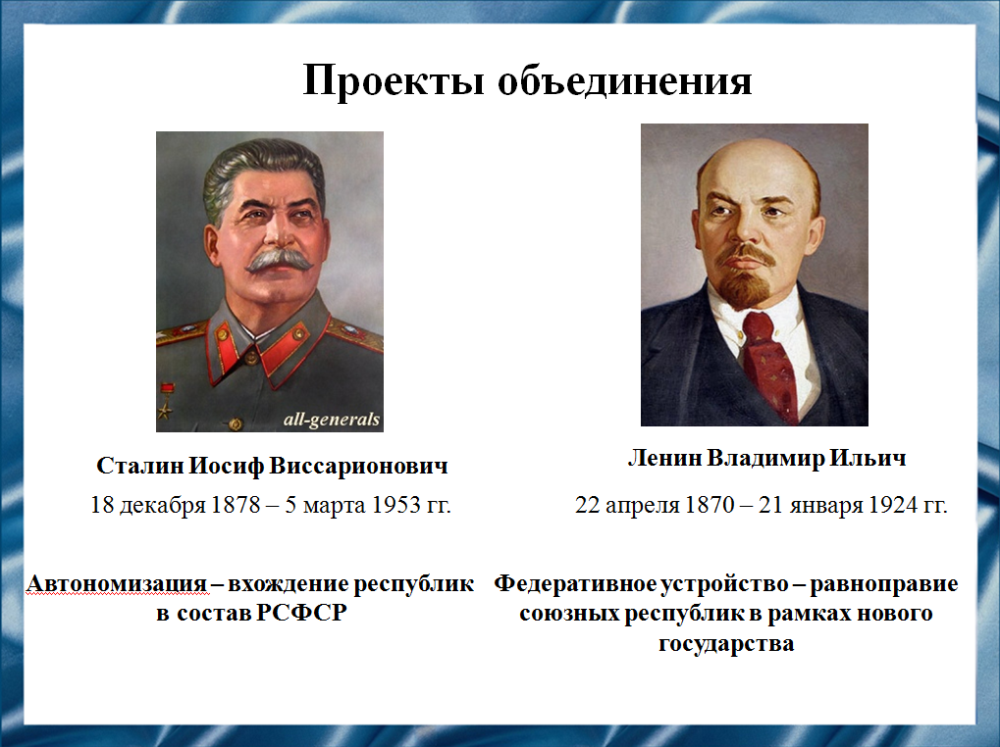 Проекты объединения
all-generals
Сталин Иосиф Виссарионович
18 декабря 1878 – 5 марта 1953 гг.
Автономизация – вхождение республик
в состав РСФСР
Ленин Владимир Ильич
22 апреля 1870 – 21 января 1924 гг.
Федеративное устройство – равноправие
союзных республик в рамках нового
государства